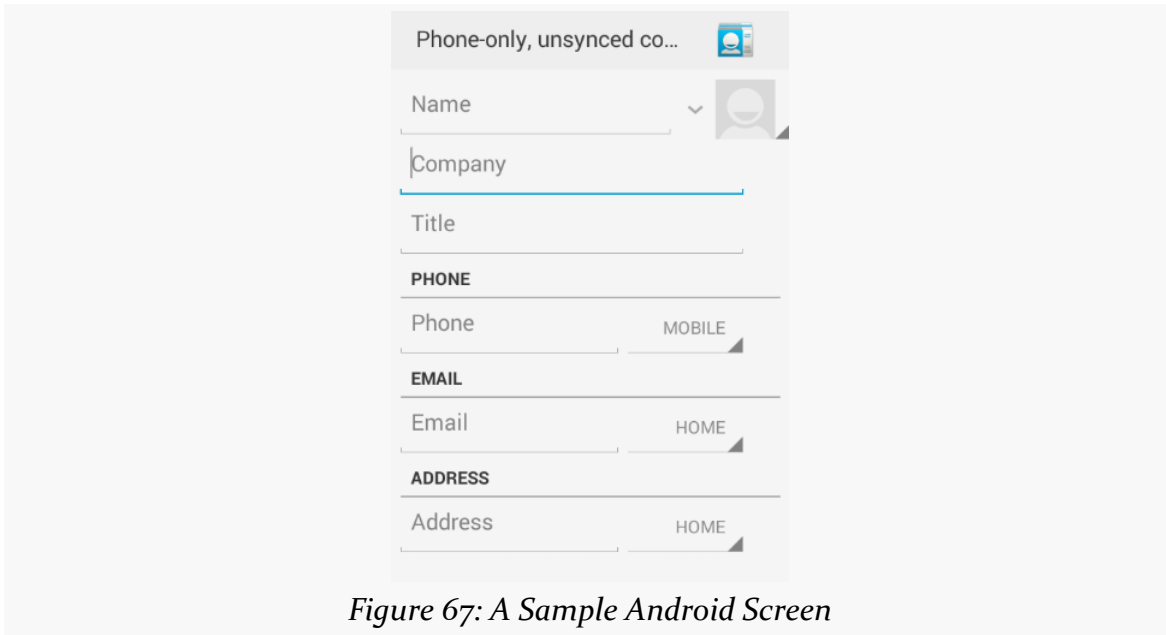 Phone-only, unsynced co...
Name
Company
Title
PHONE
Phone MOBILE
EMAIL
Email HOME
ADDRESS
Address HOME
Figure 67: A Sample Android Screen